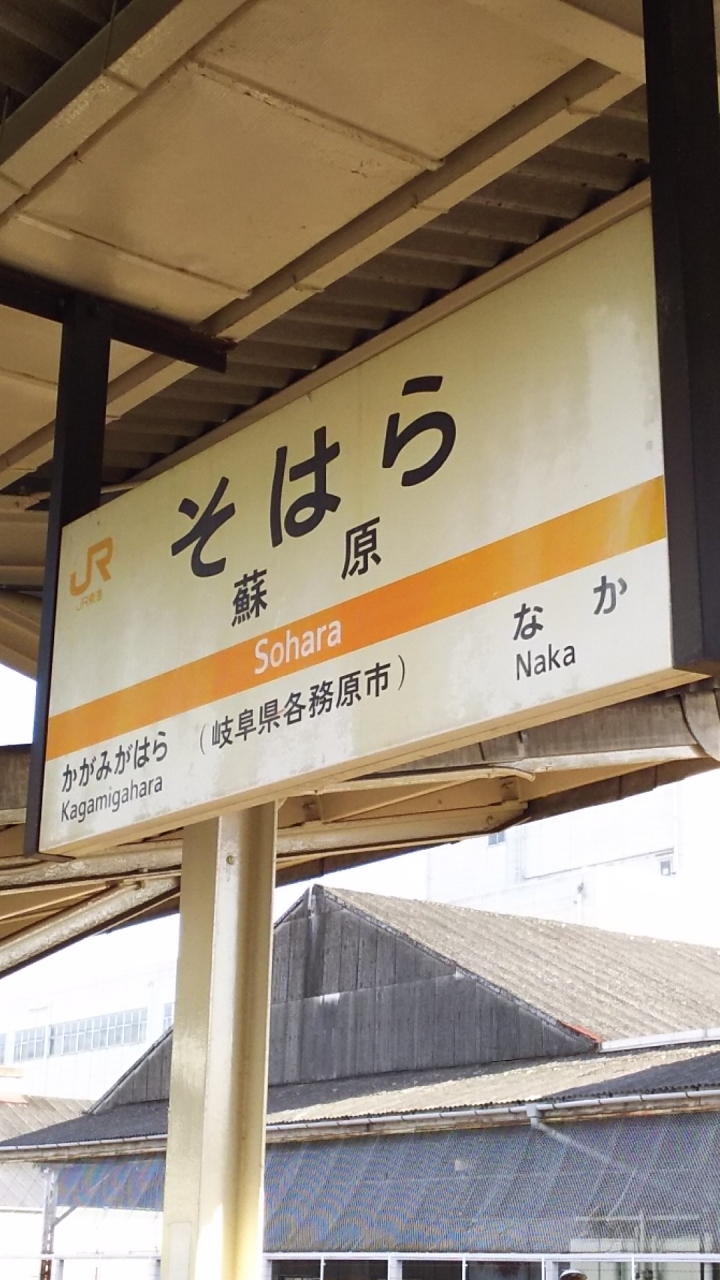 そはら
蘇原
JR
JR東海
Sohara
(岐阜県各務原市)
なか
Naka
かがみがはら
Kagamigahara